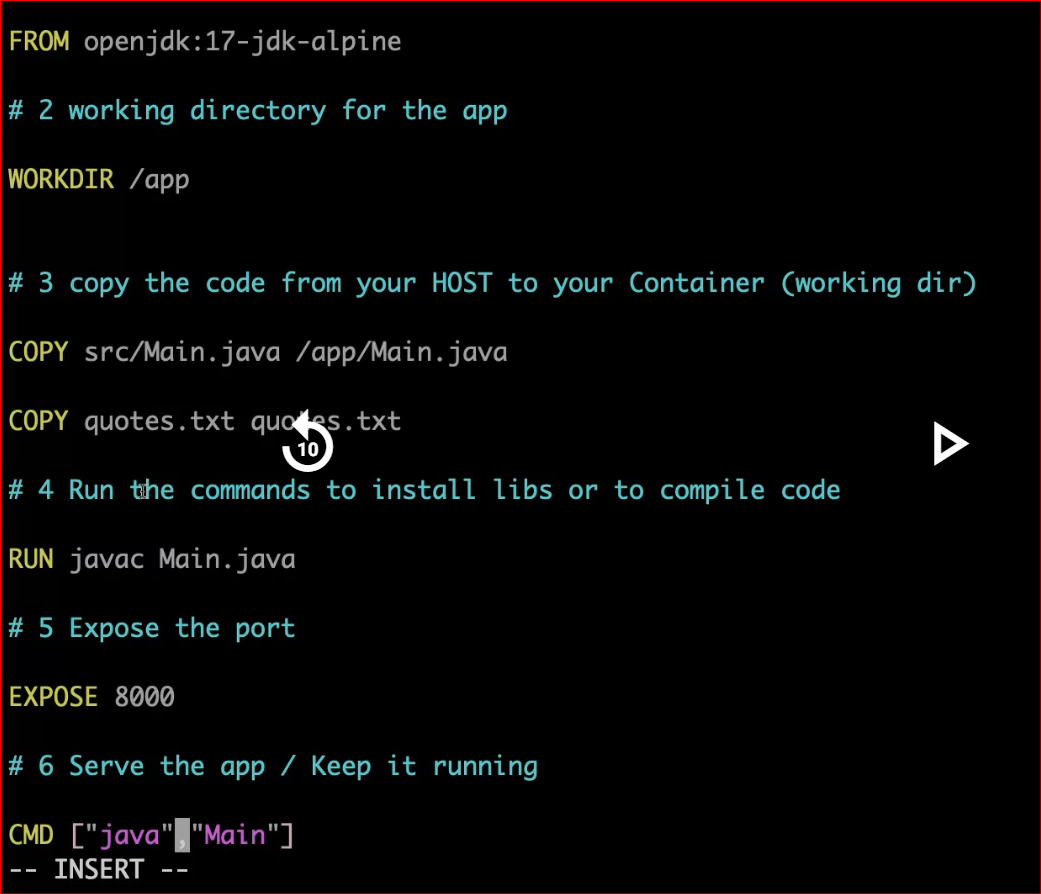 FROM openjdk:17-jdk-alpine
# 2 working directory for the app
WORKDIR /app
# 3 copy the code from your HOST to your Container (working dir)
COPY src/Main.java /app/Main.java
COPY quotes.txt quotes.txt
10
# 4 Run the commands to install libs or to compile code
RUN javac Main.java
# 5 Expose the port
EXPOSE 8000
# 6 Serve the app / Keep it running
CMD ["java","Main"]
-- INSERT --